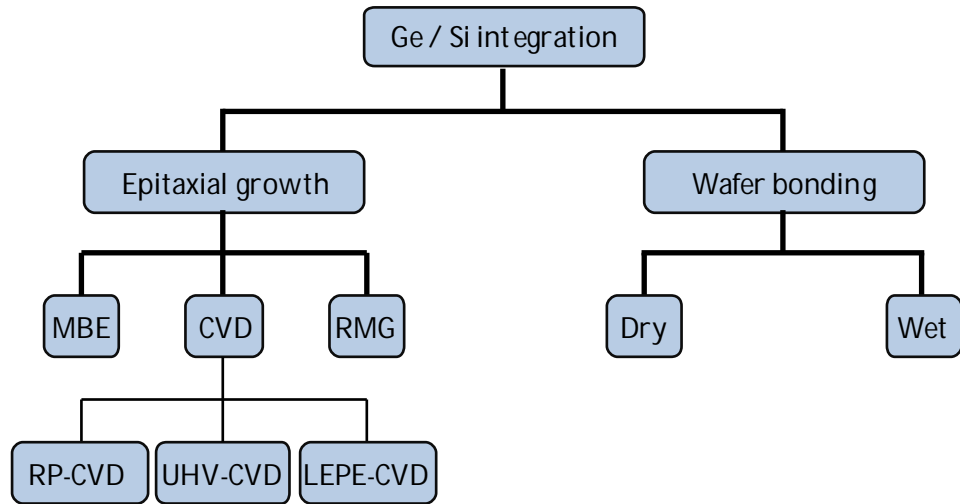 Ge / Si integration
Epitaxial growth
Wafer bonding
MBE
CVD
RMG
Dry
Wet
RP-CVD
UHV-CVD
LEPE-CVD